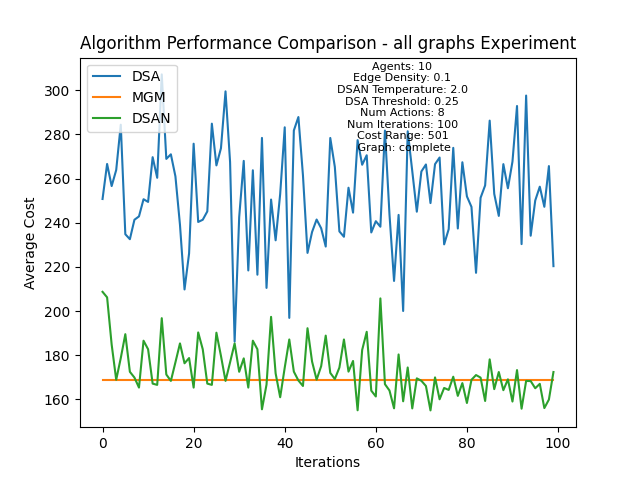 Algorithm Performance Comparison - all graphs Experiment
DSA
MGM
DSAN
Agents: 10
Edge Density: 0.1
DSAN Temperature: 2.0
DSA Threshold: 0.25
Num Actions: 8
Num Iterations: 100
Cost Range: 501
Graph: complete
Average Cost
300
280
260
240
220
200
180
160
0 20 40 60 80 100
Iterations